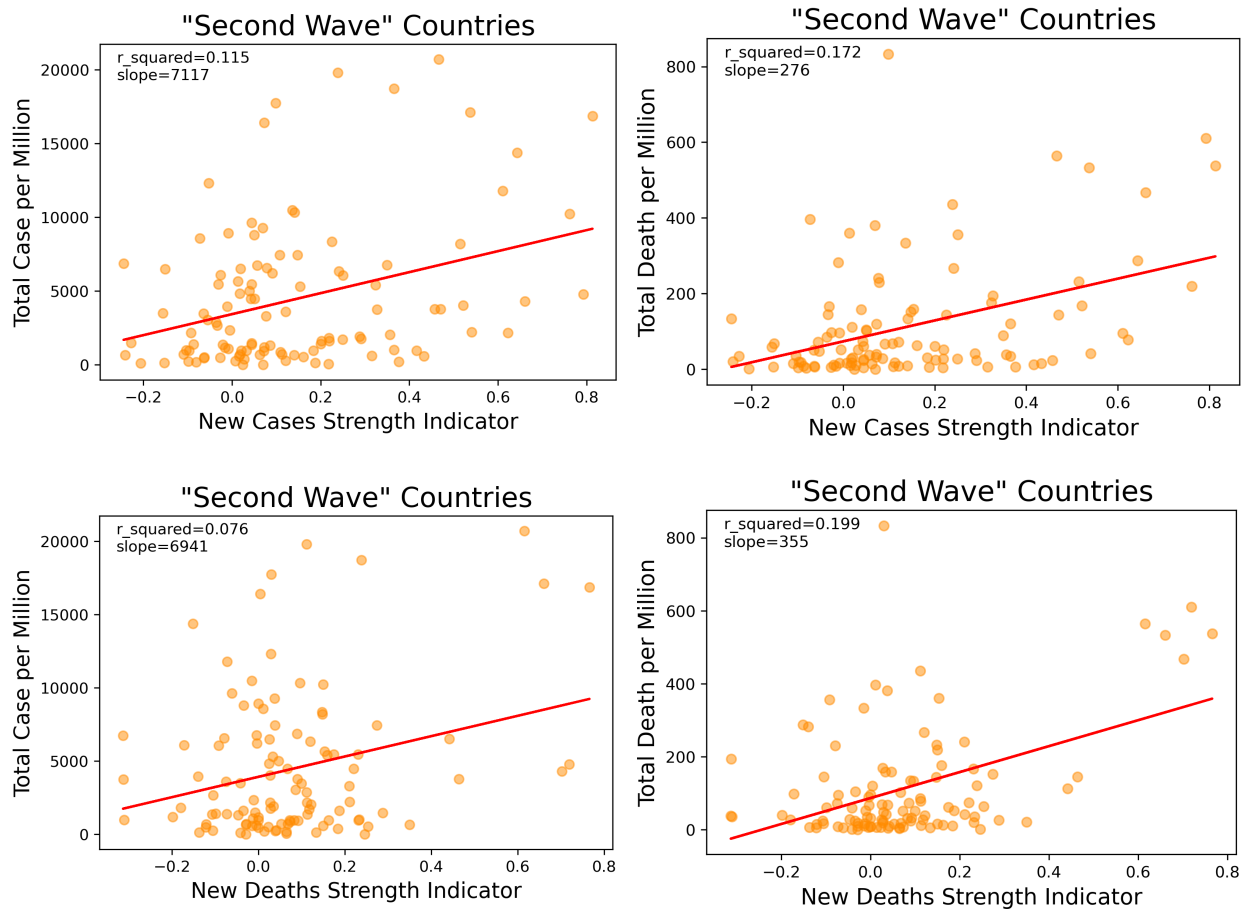 "Second Wave" Countries
r_squared=0.115
slope=7117
Total Case per Million
20000
15000
10000
5000
0
−0.2 0.0 0.2 0.4 0.6 0.8
New Cases Strength Indicator
"Second Wave" Countries
r_squared=0.172
slope=276
Total Death per Million
800
600
400
200
0
−0.2 0.0 0.2 0.4 0.6 0.8
New Cases Strength Indicator
"Second Wave" Countries
r_squared=0.076
slope=6941
Total Case per Million
20000
15000
10000
5000
0
−0.2 0.0 0.2 0.4 0.6 0.8
New Deaths Strength Indicator
"Second Wave" Countries
r_squared=0.199
slope=355
Total Death per Million
800
600
400
200
0
−0.2 0.0 0.2 0.4 0.6 0.8
New Deaths Strength Indicator